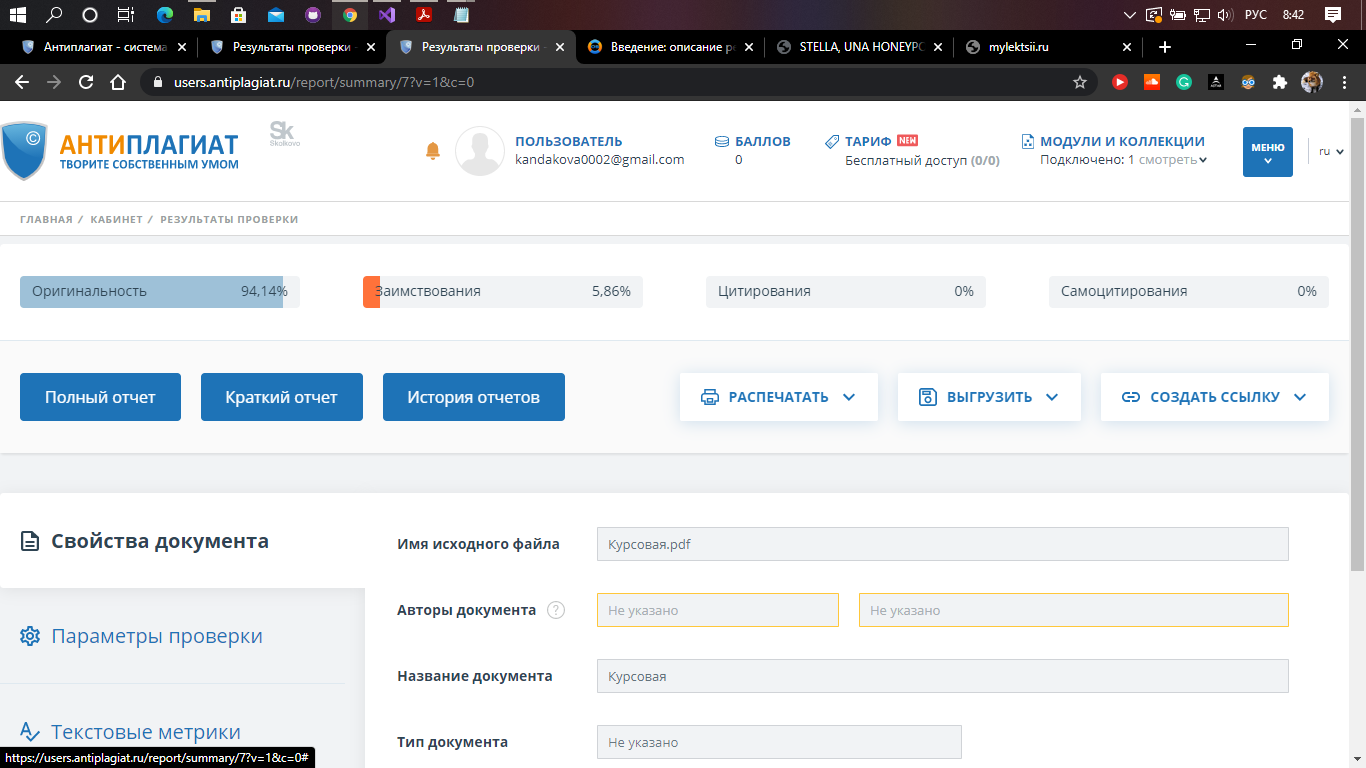 РУС 8:42
Антиплагиат - система
Результаты проверки -
Результаты проверки -
Введение: описание ре
STELLA, UNA HONEYPO
mylektsii.ru
users.antiplagiat.ru/report/summary/7?v=1&c=0
АНТИПЛАГИАТ
ТВОРИТЕ СОБСТВЕННЫМ УМОМ
Sk
Skolkovo
ПОЛЬЗОВАТЕЛЬ
kandakova0002@gmail.com
БАЛЛОВ
0
ТАРИФ NEW
Бесплатный доступ (0/0)
МОДУЛИ И КОЛЛЕКЦИИ
Подключено: 1 смотреть
МЕНЮ
ru
ГЛАВНАЯ / КАБИНЕТ / РЕЗУЛЬТАТЫ ПРОВЕРКИ
Оригинальность 94,14%
Заимствования 5,86%
Цитирования 0%
Самоцитирования 0%
Полный отчет
Краткий отчет
История отчетов
РАСПЕЧАТАТЬ
ВЫГРУЗИТЬ
СОЗДАТЬ ССЫЛКУ
Свойства документа
Параметры проверки
Текстовые метрики
Имя исходного файла Курсовая.pdf
Авторы документа ? Не указано Не указано
Название документа Курсовая
Тип документа Не указано
https://users.antiplagiat.ru/report/summary/7?v=1&c=0#